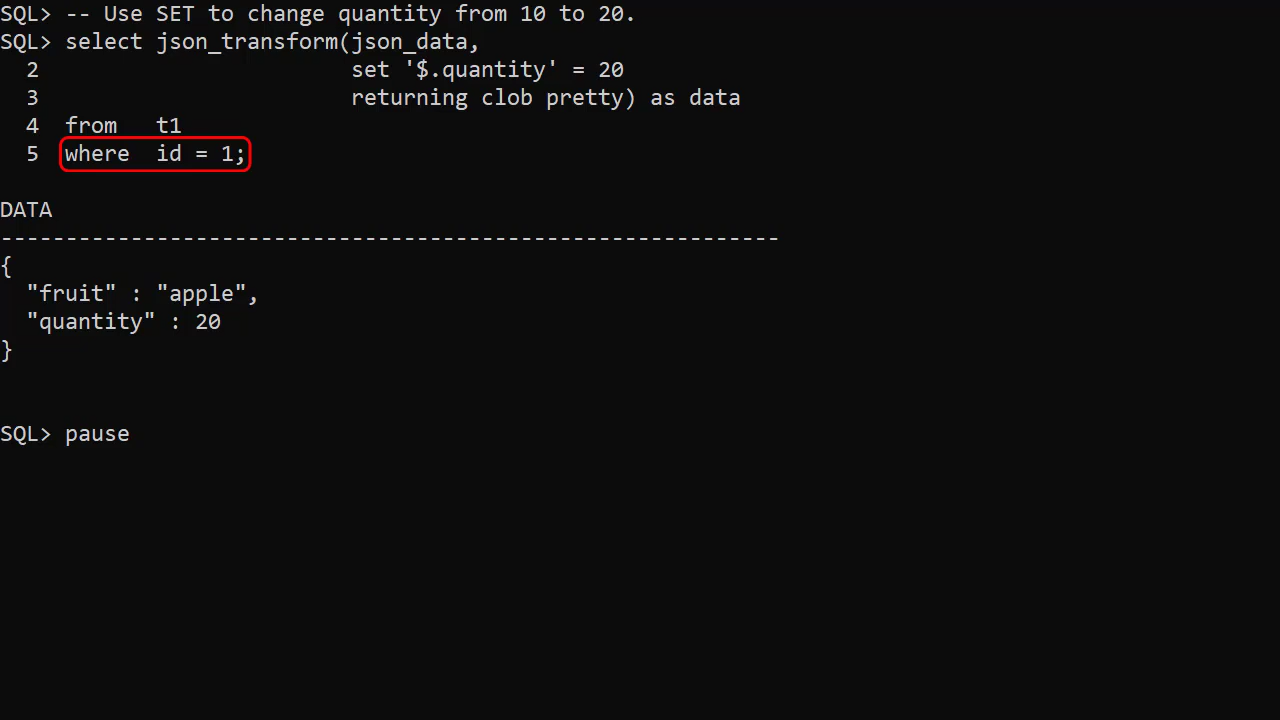 SQL> -- Use SET to change quantity from 10 to 20.
SQL> select json_transform(json_data,
  2                        set '$.quantity' = 20
  3                        returning clob pretty) as data
  4  from   t1
  5  where  id = 1;
DATA
------------------------------------------------------------
{
  "fruit" : "apple",
  "quantity" : 20
}
SQL> pause